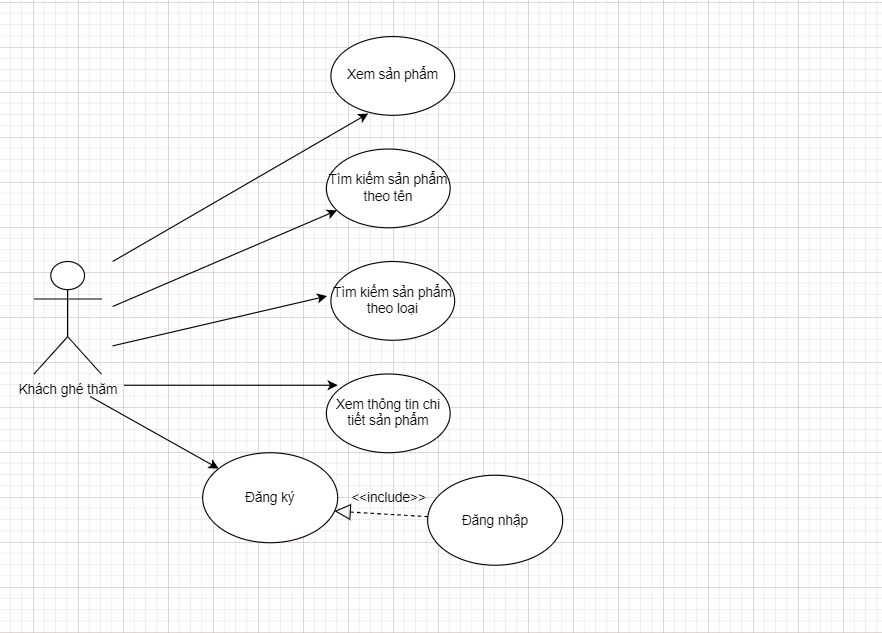 Xem sản phẩm
Tìm kiếm sản phẩm
theo tên
Tìm kiếm sản phẩm
theo loại
Khách ghé thăm
Xem thông tin chi
tiết sản phẩm
Đăng ký
<<include>>
Đăng nhập